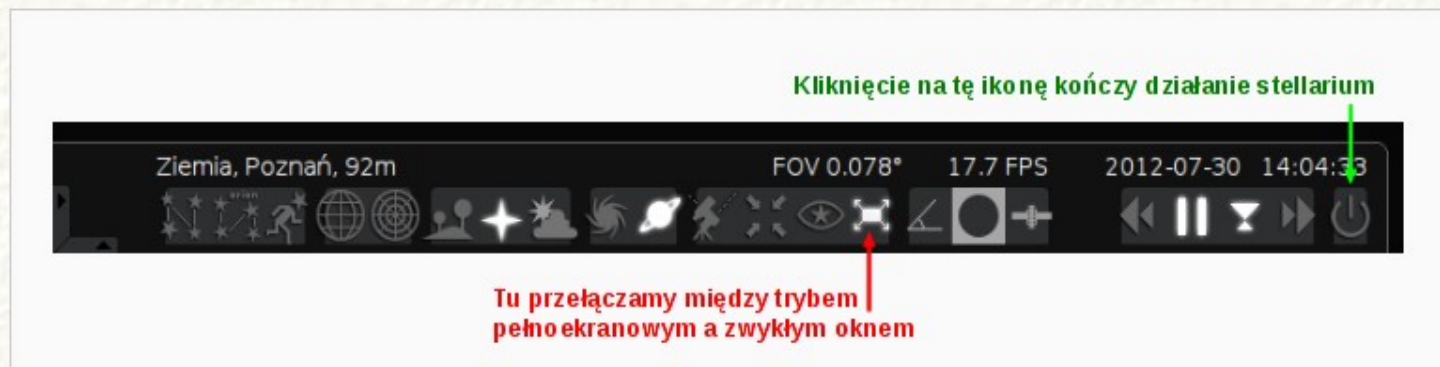 Kliknięcie na tę ikonę kończy działanie stellarium
Ziemia, Poznań, 92m FOV 0.078° 17.7 FPS 2012-07-30 14:04:33
orion
Tu przełączamy między trybem
pełnoekranowym a zwykłym oknem